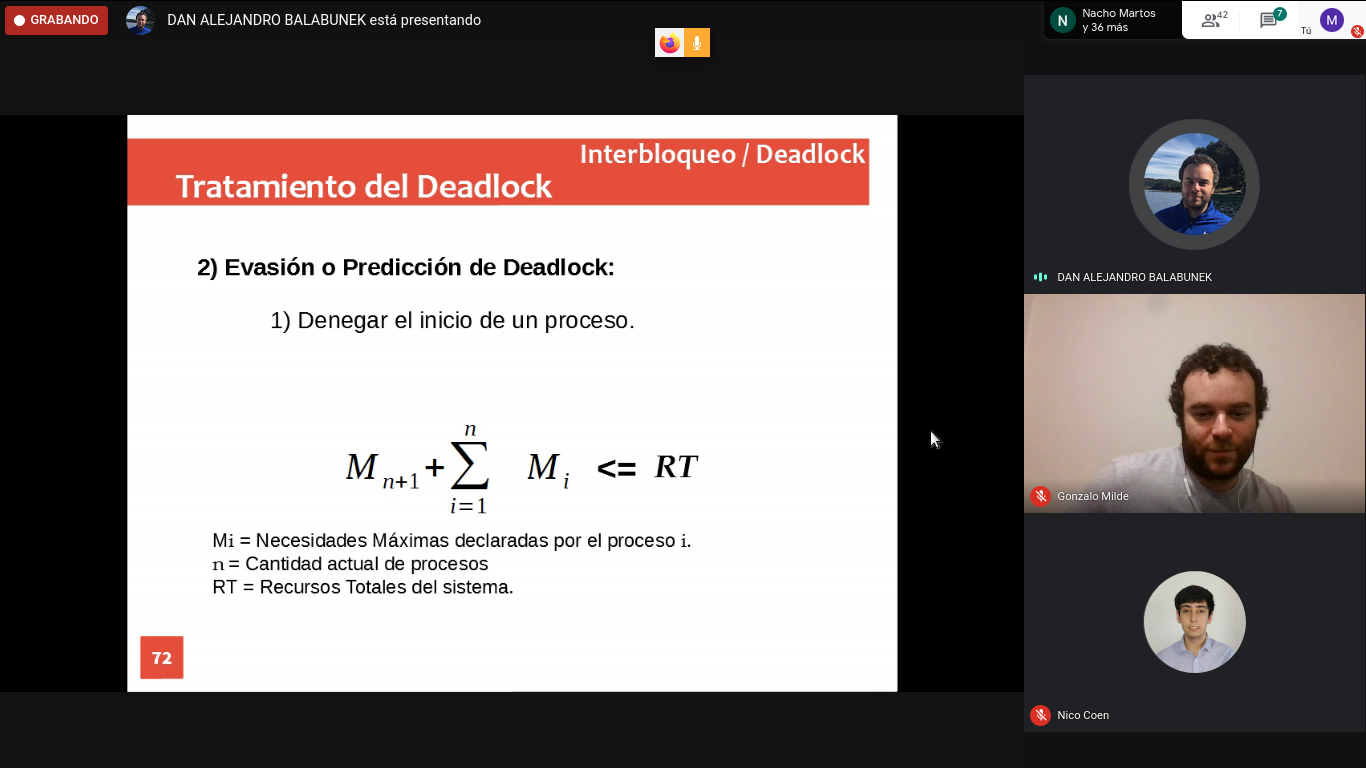 GRABANDO
DAN ALEJANDRO BALABUNEK está presentando
N
Nacho Martos
y 36 más
42
7
Tú
M
Interbloqueo / Deadlock
Tratamiento del Deadlock
2) Evasión o Predicción de Deadlock:
1) Denegar el inicio de un proceso.
M n+1 + ∑ i=1 n M i <= RT
Mi = Necesidades Máximas declaradas por el proceso i.
n = Cantidad actual de procesos
RT = Recursos Totales del sistema.
72
DAN ALEJANDRO BALABUNEK
Gonzalo Milde
Nico Coen